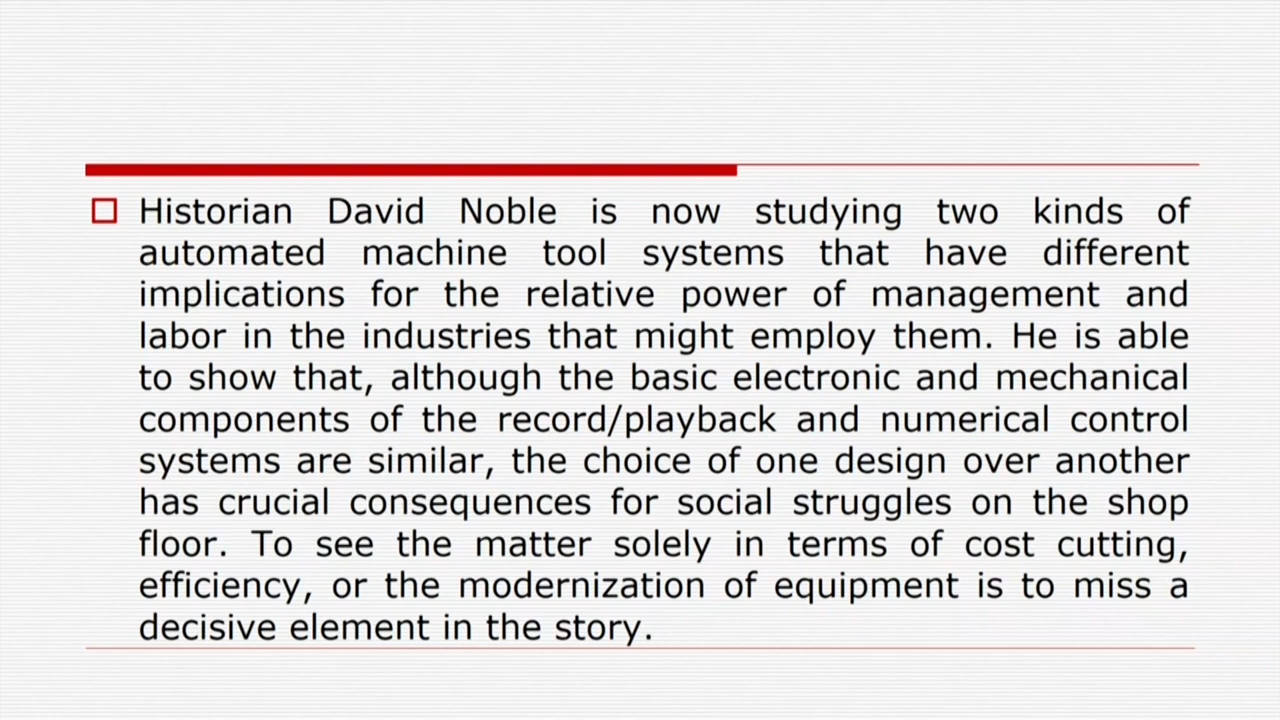 Historian David Noble is now studying two kinds of
automated machine tool systems that have different
implications for the relative power of management and
labor in the industries that might employ them. He is able
to show that, although the basic electronic and mechanical
components of the record/playback and numerical control
systems are similar, the choice of one design over another
has crucial consequences for social struggles on the shop
floor. To see the matter solely in terms of cost cutting,
efficiency, or the modernization of equipment is to miss a
decisive element in the story.